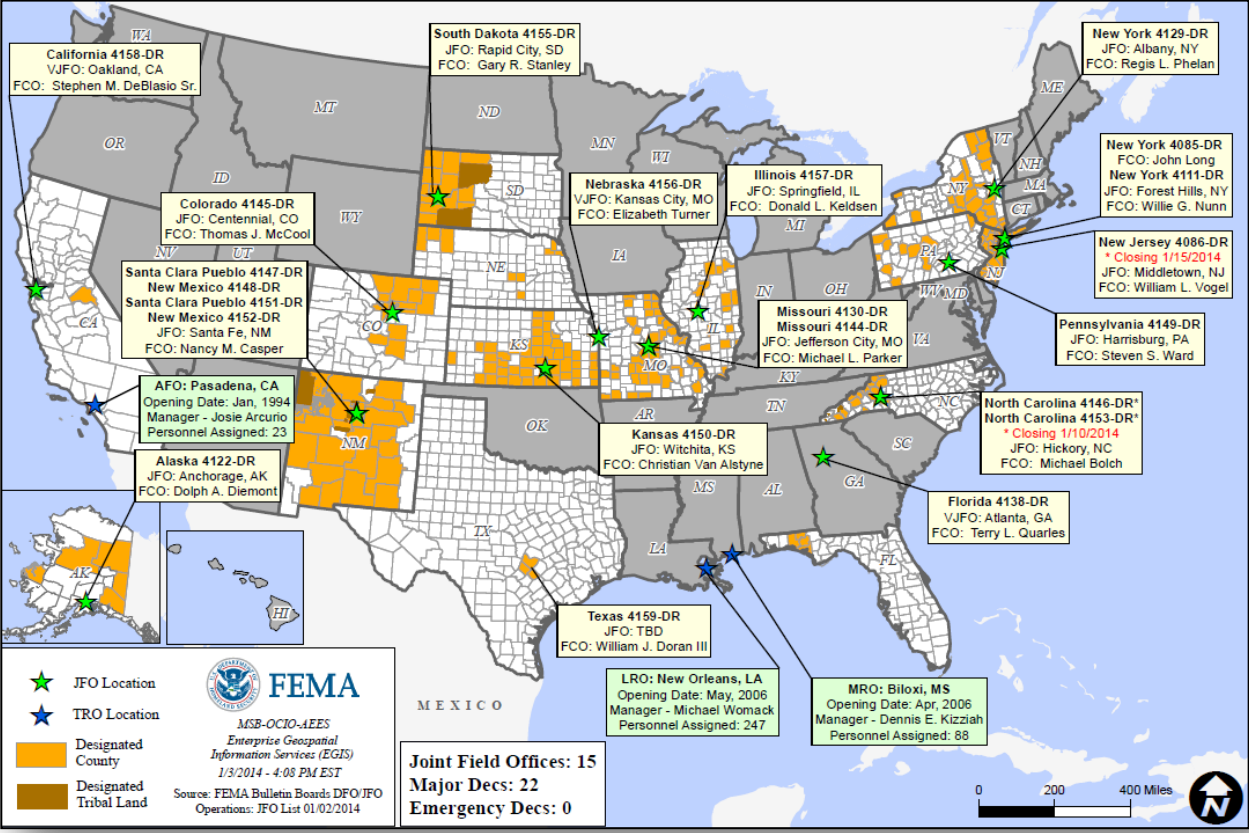 California 4158-DR
VJFO: Oakland, CA
FCO: Stephen M. DeBlasio Sr.
South Dakota 4155-DR
JFO: Rapid City, SD
FCO: Gary R. Stanley
New York 4129-DR
JFO: Albany, NY
FCO: Regis L. Phelan
New York 4085-DR
FCO: John Long
New York 4111-DR
JFO: Forest Hills, NY
FCO: Willie G. Nunn
Nebraska 4156-DR
VJFO: Kansas City, MO
FCO: Elizabeth Turner
Illinois 4157-DR
JFO: Springfield, IL
FCO: Donald L. Keldsen
Colorado 4145-DR
JFO: Centennial, CO
FCO: Thomas J. McCool
New Jersey 4086-DR
* Closing 1/15/2014
JFO: Middletown, NJ
FCO: William L. Vogel
Santa Clara Pueblo 4147-DR
New Mexico 4148-DR
Santa Clara Pueblo 4151-DR
New Mexico 4152-DR
JFO: Santa Fe, NM
FCO: Nancy M. Casper
Missouri 4130-DR
Missouri 4144-DR
JFO: Jefferson City, MO
FCO: Michael L. Parker
Pennsylvania 4149-DR
JFO: Harrisburg, PA
FCO: Steven S. Ward
AFO: Pasadena, CA
Opening Date: Jan, 1994
Manager - Josie Arcurio
Personnel Assigned: 23
North Carolina 4146-DR*
North Carolina 4153-DR*
* Closing 1/10/2014
JFO: Hickory, NC
FCO: Michael Bolch
Kansas 4150-DR
JFO: Witchita, KS
FCO: Christian Van Alstyne
Alaska 4122-DR
JFO: Anchorage, AK
FCO: Dolph A. Diemont
Florida 4138-DR
VJFO: Atlanta, GA
FCO: Terry L. Quarles
Texas 4159-DR
JFO: TBD
FCO: William J. Doran III
LRO: New Orleans, LA
Opening Date: May, 2006
Manager - Michael Womack
Personnel Assigned: 247
MRO: Biloxi, MS
Opening Date: Apr, 2006
Manager - Dennis E. Kizziah
Personnel Assigned: 88
WA
MT
ND
MN
WI
MI
ME
VT
NH
MA
CT
NY
OR
ID
WY
SD
NE
IA
IL
IN
OH
PA
NJ
WV
MD
VA
NV
UT
CA
CO
KS
MO
KY
TN
NC
SC
NM
OK
AR
MS
AL
GA
TX
LA
FL
AK
HI
MEXICO
JFO Location
TRO Location
Designated
County
Designated
Tribal Land
FEMA
MSB-OCIO-AEES
Enterprise Geospatial
Information Services (EGIS)
1/3/2014 - 4:08 PM EST
Source: FEMA Bulletin Boards DFO/JFO
Operations: JFO List 01/02/2014
Joint Field Offices: 15
Major Decs: 22
Emergency Decs: 0
0 200 400 Miles
N